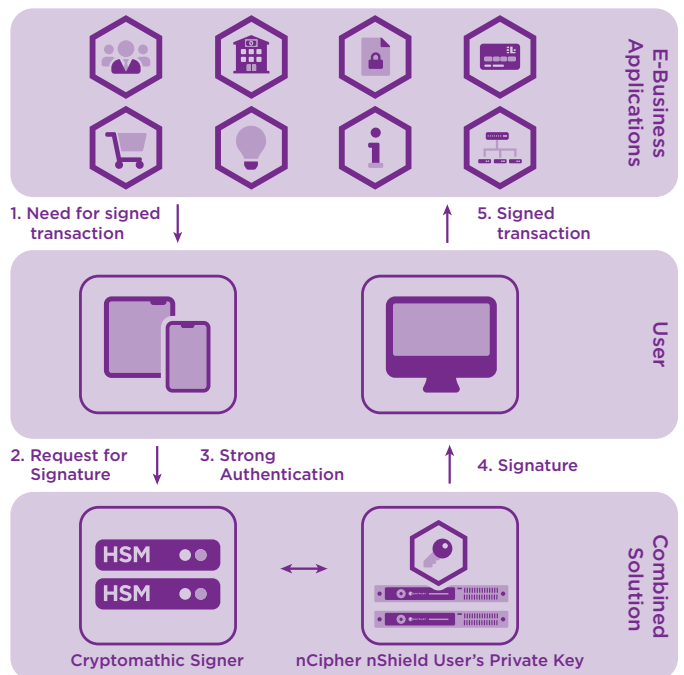 E-Business
Applications
1. Need for signed
transaction
5. Signed
transaction
User
2. Request for
Signature
3. Strong
Authentication
4. Signature
HSM
HSM
Combined
Solution
Cryptomathic Signer
nCipher nShield User's Private Key